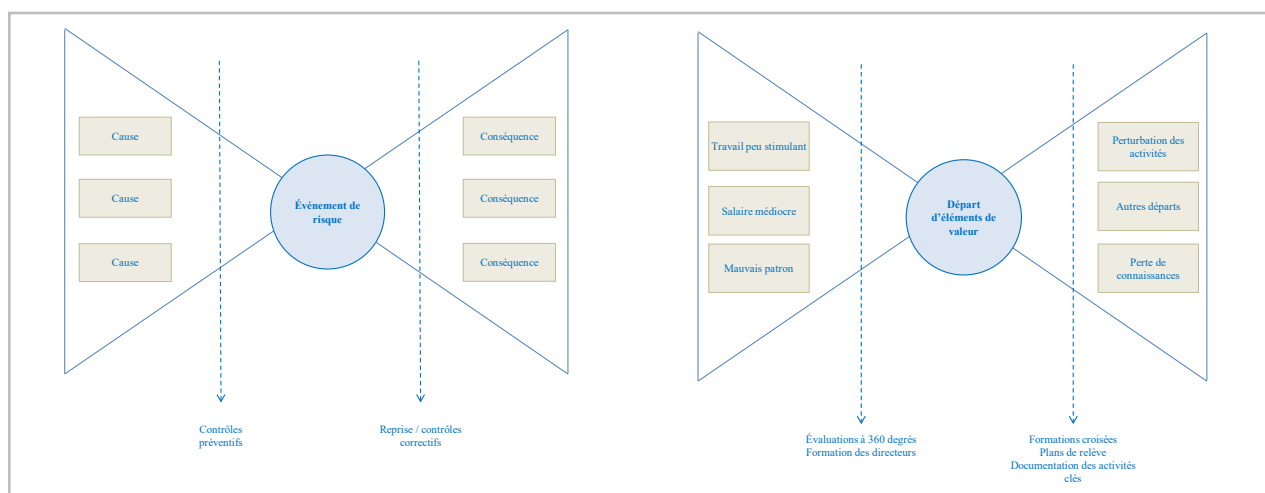 Cause
Cause
Cause
Événement de
risque
Conséquence
Conséquence
Conséquence
Contrôles
préventifs
Reprise / contrôles
correctifs
Travail peu stimulant
Salaire médiocre
Mauvais patron
Départ
d’éléments de
valeur
Perturbation des
activités
Autres départs
Perte de
connaissances
Évaluations à 360 degrés
Formation des directeurs
Formations croisées
Plans de relève
Documentation des activités
clés